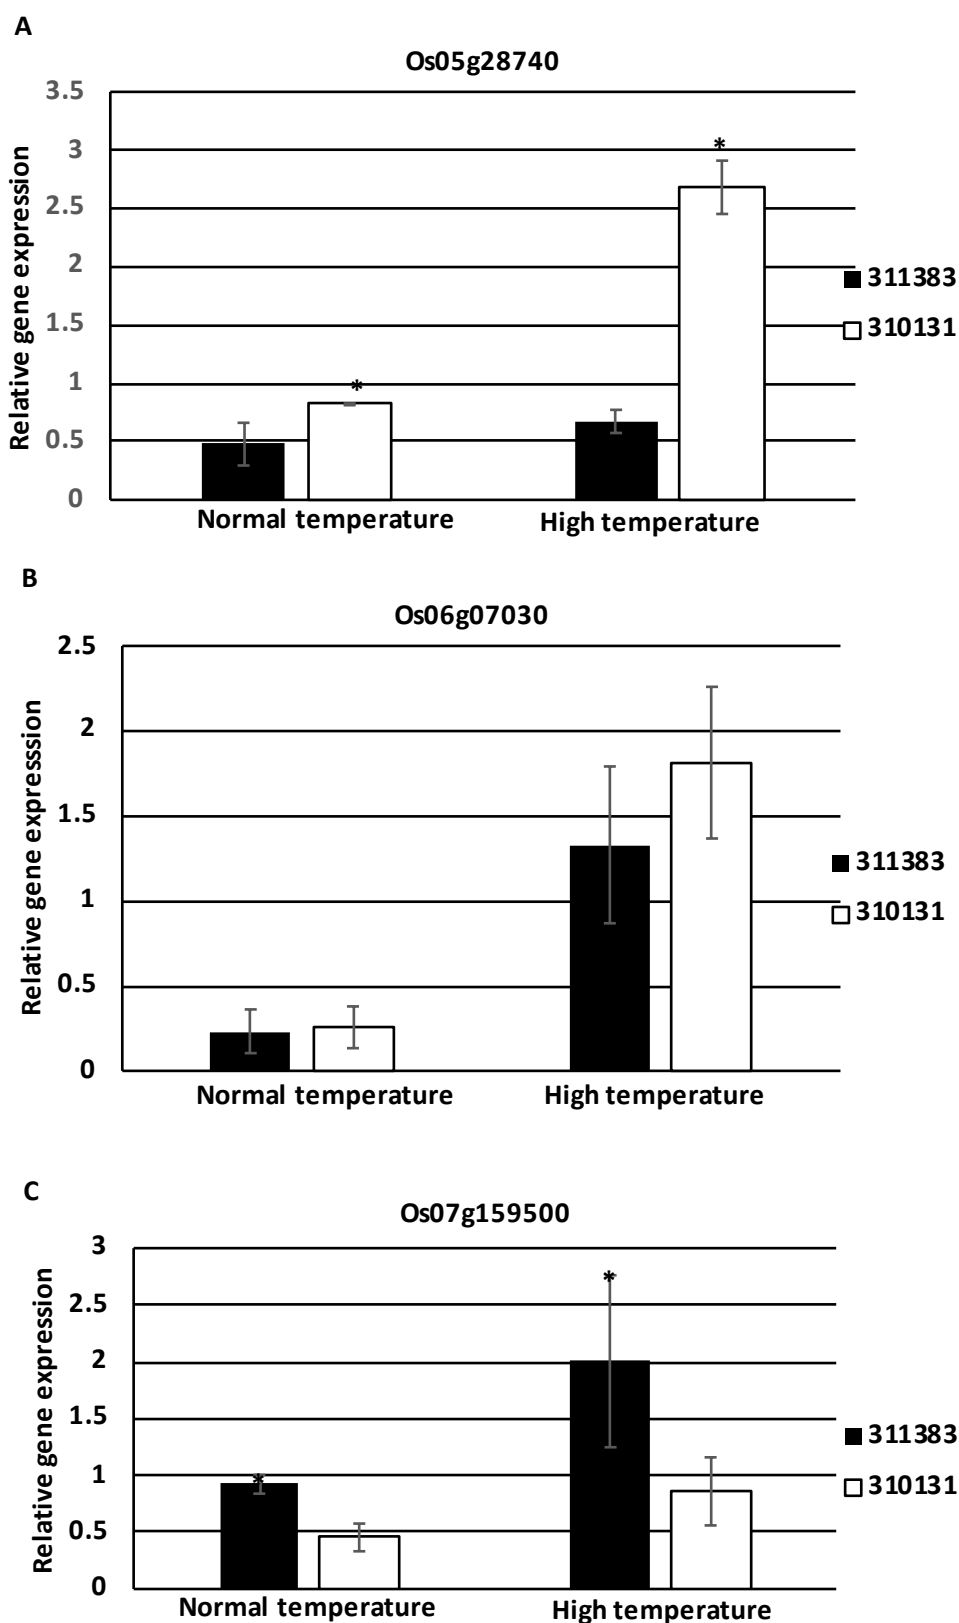 A
Os05g28740
Relative gene expression
3.5
3
2.5
2
1.5
1
0.5
0
*
*
Normal temperature
High temperature
311383
310131
B
Os06g07030
Relative gene expresssion
2.5
2
1.5
1
0.5
0
Normal temperature
High temperature
311383
310131
C
Os07g159500
Relative gene expression
3
2.5
2
1.5
1
0.5
0
*
*
Normal temperature
High temperature
311383
310131